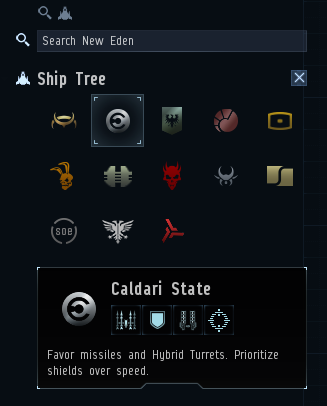 Search New Eden
Ship Tree
soe
Caldari State
Favor missiles and Hybrid Turrets. Prioritize
shields over speed.